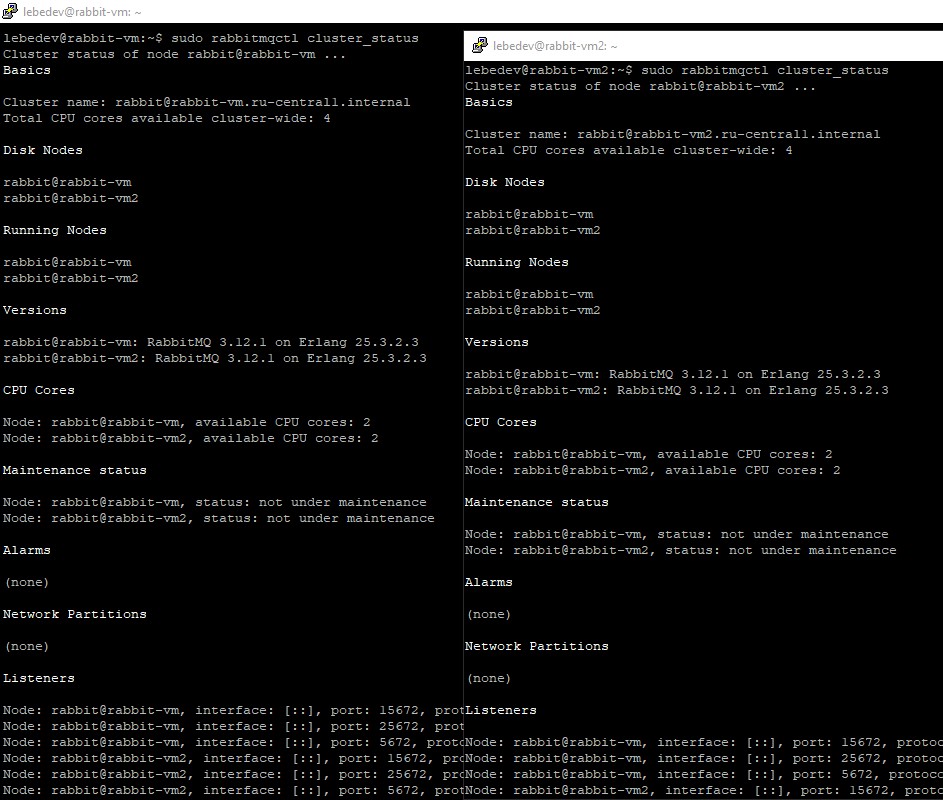 lebedev@rabbit-vm: ~
lebedev@rabbit-vm:~$ sudo rabbitmqctl cluster_status
Cluster status of node rabbit@rabbit-vm ...
Basics
Cluster name: rabbit@rabbit-vm.ru-central1.internal
Total CPU cores available cluster-wide: 4
Disk Nodes
rabbit@rabbit-vm
rabbit@rabbit-vm2
Running Nodes
rabbit@rabbit-vm
rabbit@rabbit-vm2
Versions
rabbit@rabbit-vm: RabbitMQ 3.12.1 on Erlang 25.3.2.3
rabbit@rabbit-vm2: RabbitMQ 3.12.1 on Erlang 25.3.2.3
CPU Cores
Node: rabbit@rabbit-vm, available CPU cores: 2
Node: rabbit@rabbit-vm2, available CPU cores: 2
Maintenance status
Node: rabbit@rabbit-vm, status: not under maintenance
Node: rabbit@rabbit-vm2, status: not under maintenance
Alarms
(none)
Network Partitions
(none)
Listeners
Node: rabbit@rabbit-vm, interface: [::], port: 15672, prot
Node: rabbit@rabbit-vm, interface: [::], port: 25672, prot
Node: rabbit@rabbit-vm, interface: [::], port: 5672, proto
Node: rabbit@rabbit-vm2, interface: [::], port: 15672, pro
Node: rabbit@rabbit-vm2, interface: [::], port: 25672, pro
Node: rabbit@rabbit-vm2, interface: [::], port: 5672, prot
lebedev@rabbit-vm2: ~
lebedev@rabbit-vm2:~$ sudo rabbitmqctl cluster_status
Cluster status of node rabbit@rabbit-vm2 ...
Basics
Cluster name: rabbit@rabbit-vm2.ru-central1.internal
Total CPU cores available cluster-wide: 4
Disk Nodes
rabbit@rabbit-vm
rabbit@rabbit-vm2
Running Nodes
rabbit@rabbit-vm
rabbit@rabbit-vm2
Versions
rabbit@rabbit-vm: RabbitMQ 3.12.1 on Erlang 25.3.2.3
rabbit@rabbit-vm2: RabbitMQ 3.12.1 on Erlang 25.3.2.3
CPU Cores
Node: rabbit@rabbit-vm, available CPU cores: 2
Node: rabbit@rabbit-vm2, available CPU cores: 2
Maintenance status
Node: rabbit@rabbit-vm, status: not under maintenance
Node: rabbit@rabbit-vm2, status: not under maintenance
Alarms
(none)
Network Partitions
(none)
Listeners
Node: rabbit@rabbit-vm, interface: [::], port: 15672, protoc
Node: rabbit@rabbit-vm, interface: [::], port: 25672, protoc
Node: rabbit@rabbit-vm, interface: [::], port: 5672, protoco
Node: rabbit@rabbit-vm2, interface: [::], port: 15672, proto